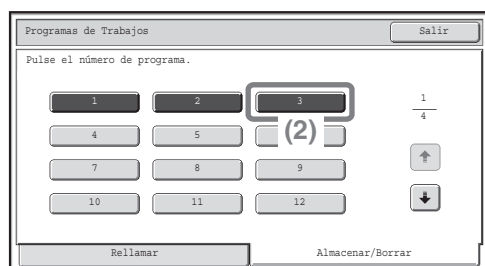 Programas de Trabajos
Salir
Pulse el número de programa.
1
2
3
1
4
4
5
(2)
7
8
9
10
11
12
Rellamar
Almacenar/Borrar